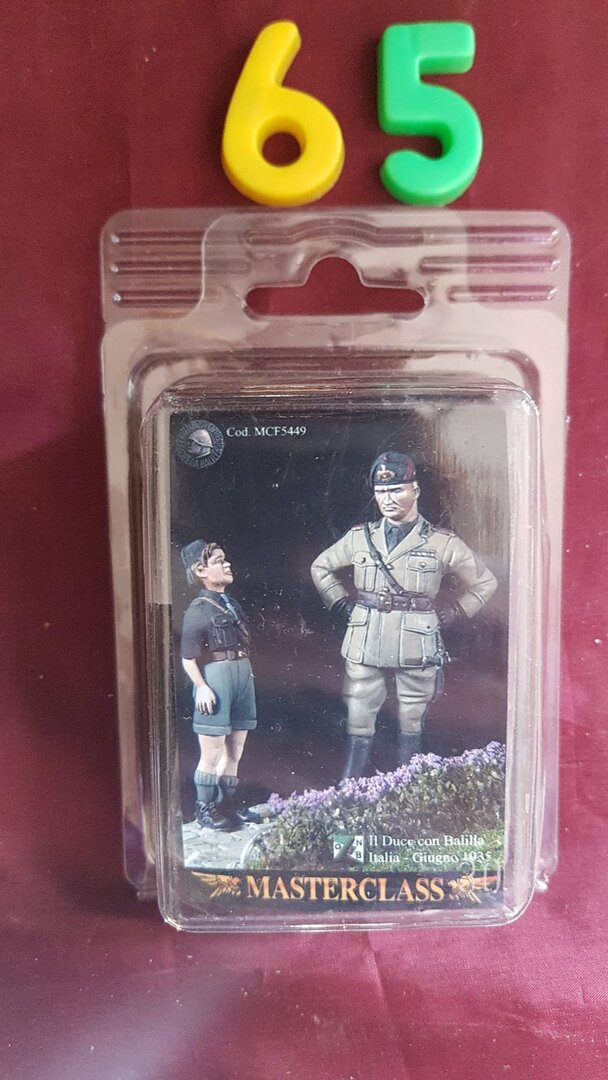 65
Cod. MCF5449
O N B
Il Duce con Balilla
Italia - Giugno 1935
MASTERCLASS